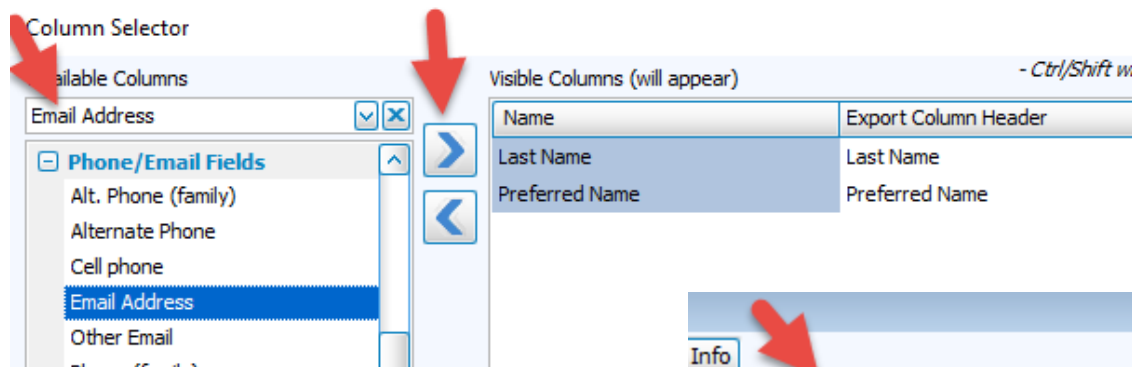 Column Selector
Available Columns
- Ctrl/Shift
Visible Columns (will appear)
Email Address
Name
Export Column Header
Phone/Email Fields
Last Name
Last Name
Alt. Phone (family)
Preferred Name
Preferred Name
Alternate Phone
Cell phone
Email Address
Other Email
Info